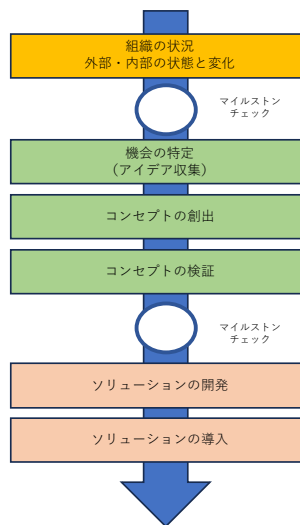 組織の状況
外部・内部の状態と変化
マイルストン
チェック
機会の特定
（アイデア収集）
コンセプトの創出
コンセプトの検証
マイルストン
チェック
ソリューションの開発
ソリューションの導入